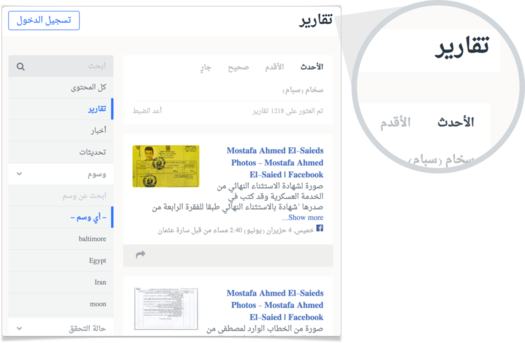 تقارير
تسجيل الدخول
الأحدث
الأقدم
صحيح
جارٍ
سخام (سبام)
تم العثور على 1218 تقارير
أعد الضبط
Mostafa Ahmed El-Saieds
Photos - Mostafa Ahmed
El-Saied | Facebook
صورة لشهادة الاستثناء النهائي من
الخدمة العسكرية وقد كتب في
صدرها "شهادة بالاستثناء النهائي طبقا للفقرة الرابعة من
Show more...
خميس، 4 حزيران (يونيو) 2:40 مساء من قبل سارة عثمان
Mostafa Ahmed El-Saieds
Photos - Mostafa Ahmed
El-Saied | Facebook
صورة من الخطاب الوارد لمصطفى من
ابحث
كل المحتوى
تقارير
أخبار
تحديثات
وسوم
ابحث عن وسم
- أي وسم -
baltimore
Egypt
Iran
moon
حالة التحقق
تقارير
الأحدث
الأقدم
سخام (سبام)